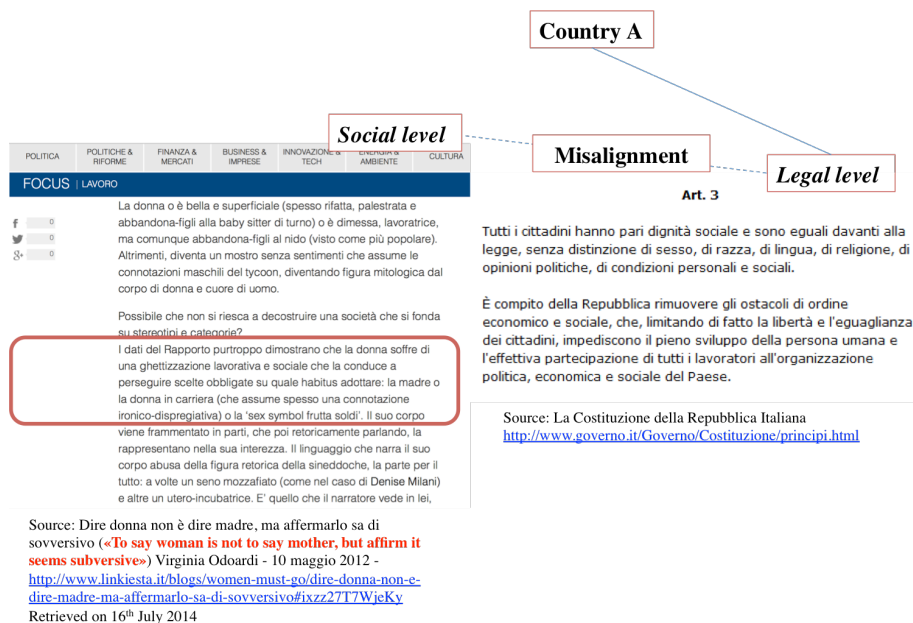 Country A
Social level
Misalignment
Legal level
POLITICA
POLITICHE & RIFORME
FINANZA & MERCATI
BUSINESS & IMPRESE
INNOVAZIONE & TECH
ENERGIA & AMBIENTE
CULTURA
FOCUS | LAVORO
0
0
0
La donna o è bella e superficiale (spesso rifatta, palestrata e
abbandona-figli alla baby sitter di turno) o è dimessa, lavoratrice,
ma comunque abbandona-figli al nido (visto come più popolare).
Altrimenti, diventa un mostro senza sentimenti che assume le
connotazioni maschili del tycoon, diventando figura mitologica dal
corpo di donna e cuore di uomo.
Possibile che non si riesca a decostruire una società che si fonda
su stereotipi e categorie?
I dati del Rapporto purtroppo dimostrano che la donna soffre di
una ghettizzazione lavorativa e sociale che la conduce a
perseguire scelte obbligate su quale habitus adottare: la madre o
la donna in carriera (che assume spesso una connotazione
ironico-dispregiativa) o la 'sex symbol frutta soldi'. Il suo corpo
viene frammentato in parti, che poi retoricamente parlando, la
rappresentano nella sua interezza. Il linguaggio che narra il suo
corpo abusa della figura retorica della sineddoche, la parte per il
tutto: a volte un seno mozzafiato (come nel caso di Denise Milani)
e altre un utero-incubatrice. E' quello che il narratore vede in lei,
Source: Dire donna non è dire madre, ma affermarlo sa di
sovversivo («To say woman is not to say mother, but affirm it
seems subversive») Virginia Odoardi - 10 maggio 2012 -
http://www.linkiesta.it/blogs/women-must-go/dire-donna-non-e-
dire-madre-ma-affermarlo-sa-di-sovversivo#ixzz27T7WjeKy
Retrieved on 16th July 2014
Art. 3
Tutti i cittadini hanno pari dignità sociale e sono eguali davanti alla
legge, senza distinzione di sesso, di razza, di lingua, di religione, di
opinioni politiche, di condizioni personali e sociali.
È compito della Repubblica rimuovere gli ostacoli di ordine
economico e sociale, che, limitando di fatto la libertà e l'eguaglianza
dei cittadini, impediscono il pieno sviluppo della persona umana e
l'effettiva partecipazione di tutti i lavoratori all'organizzazione
politica, economica e sociale del Paese.
Source: La Costituzione della Repubblica Italiana
http://www.governo.it/Governo/Costituzione/principi.html